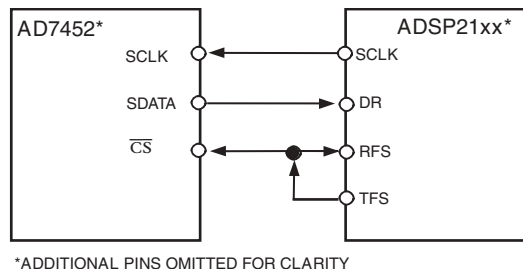 AD7452*
ADSP21xx*
SCLK
SCLK
SDATA
DR
CS
RFS
TFS
*ADDITIONAL PINS OMITTED FOR CLARITY